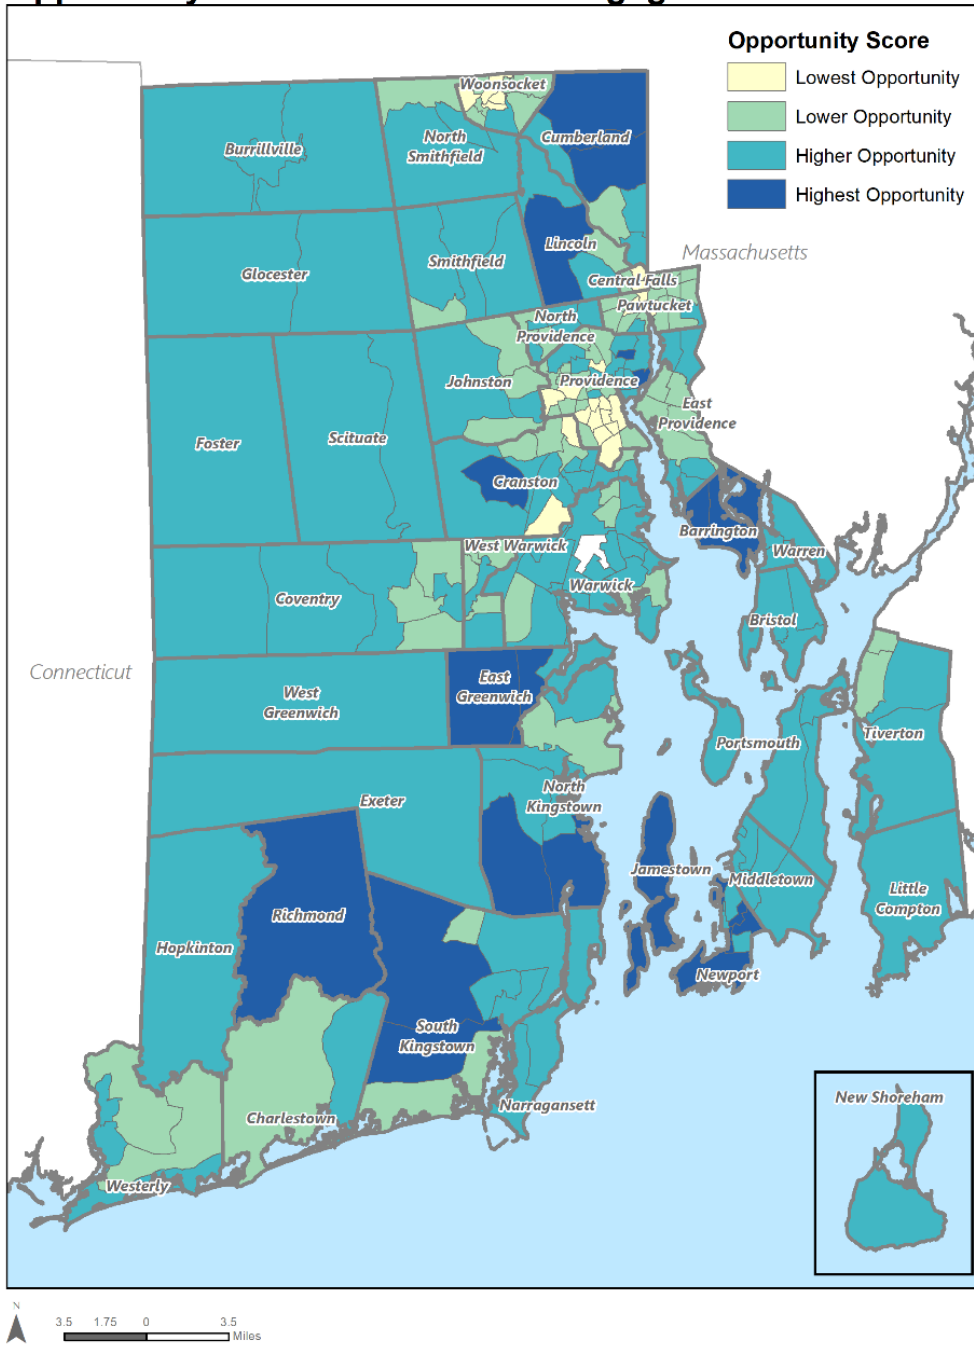 Opportunity Score
Lowest Opportunity
Lower Opportunity
Higher Opportunity
Highest Opportunity
Woonsocket
Burrillville
North
Smithfield
Cumberland
Lincoln
Massachusetts
Glocester
Smithfield
Central Falls
Pawtucket
North
Providence
Johnston
Providence
East
Providence
Foster
Scituate
Cranston
Barrington
West Warwick
Warren
Warwick
Coventry
Bristol
Connecticut
East
Greenwich
West
Greenwich
Tiverton
Portsmouth
North
Kingstown
Exeter
Jamestown
Middletown
Little
Compton
Richmond
Hopkinton
Newport
South
Kingstown
New Shoreham
Narragansett
Charlestown
Westerly
N
3.5 1.75 0 3.5
Miles